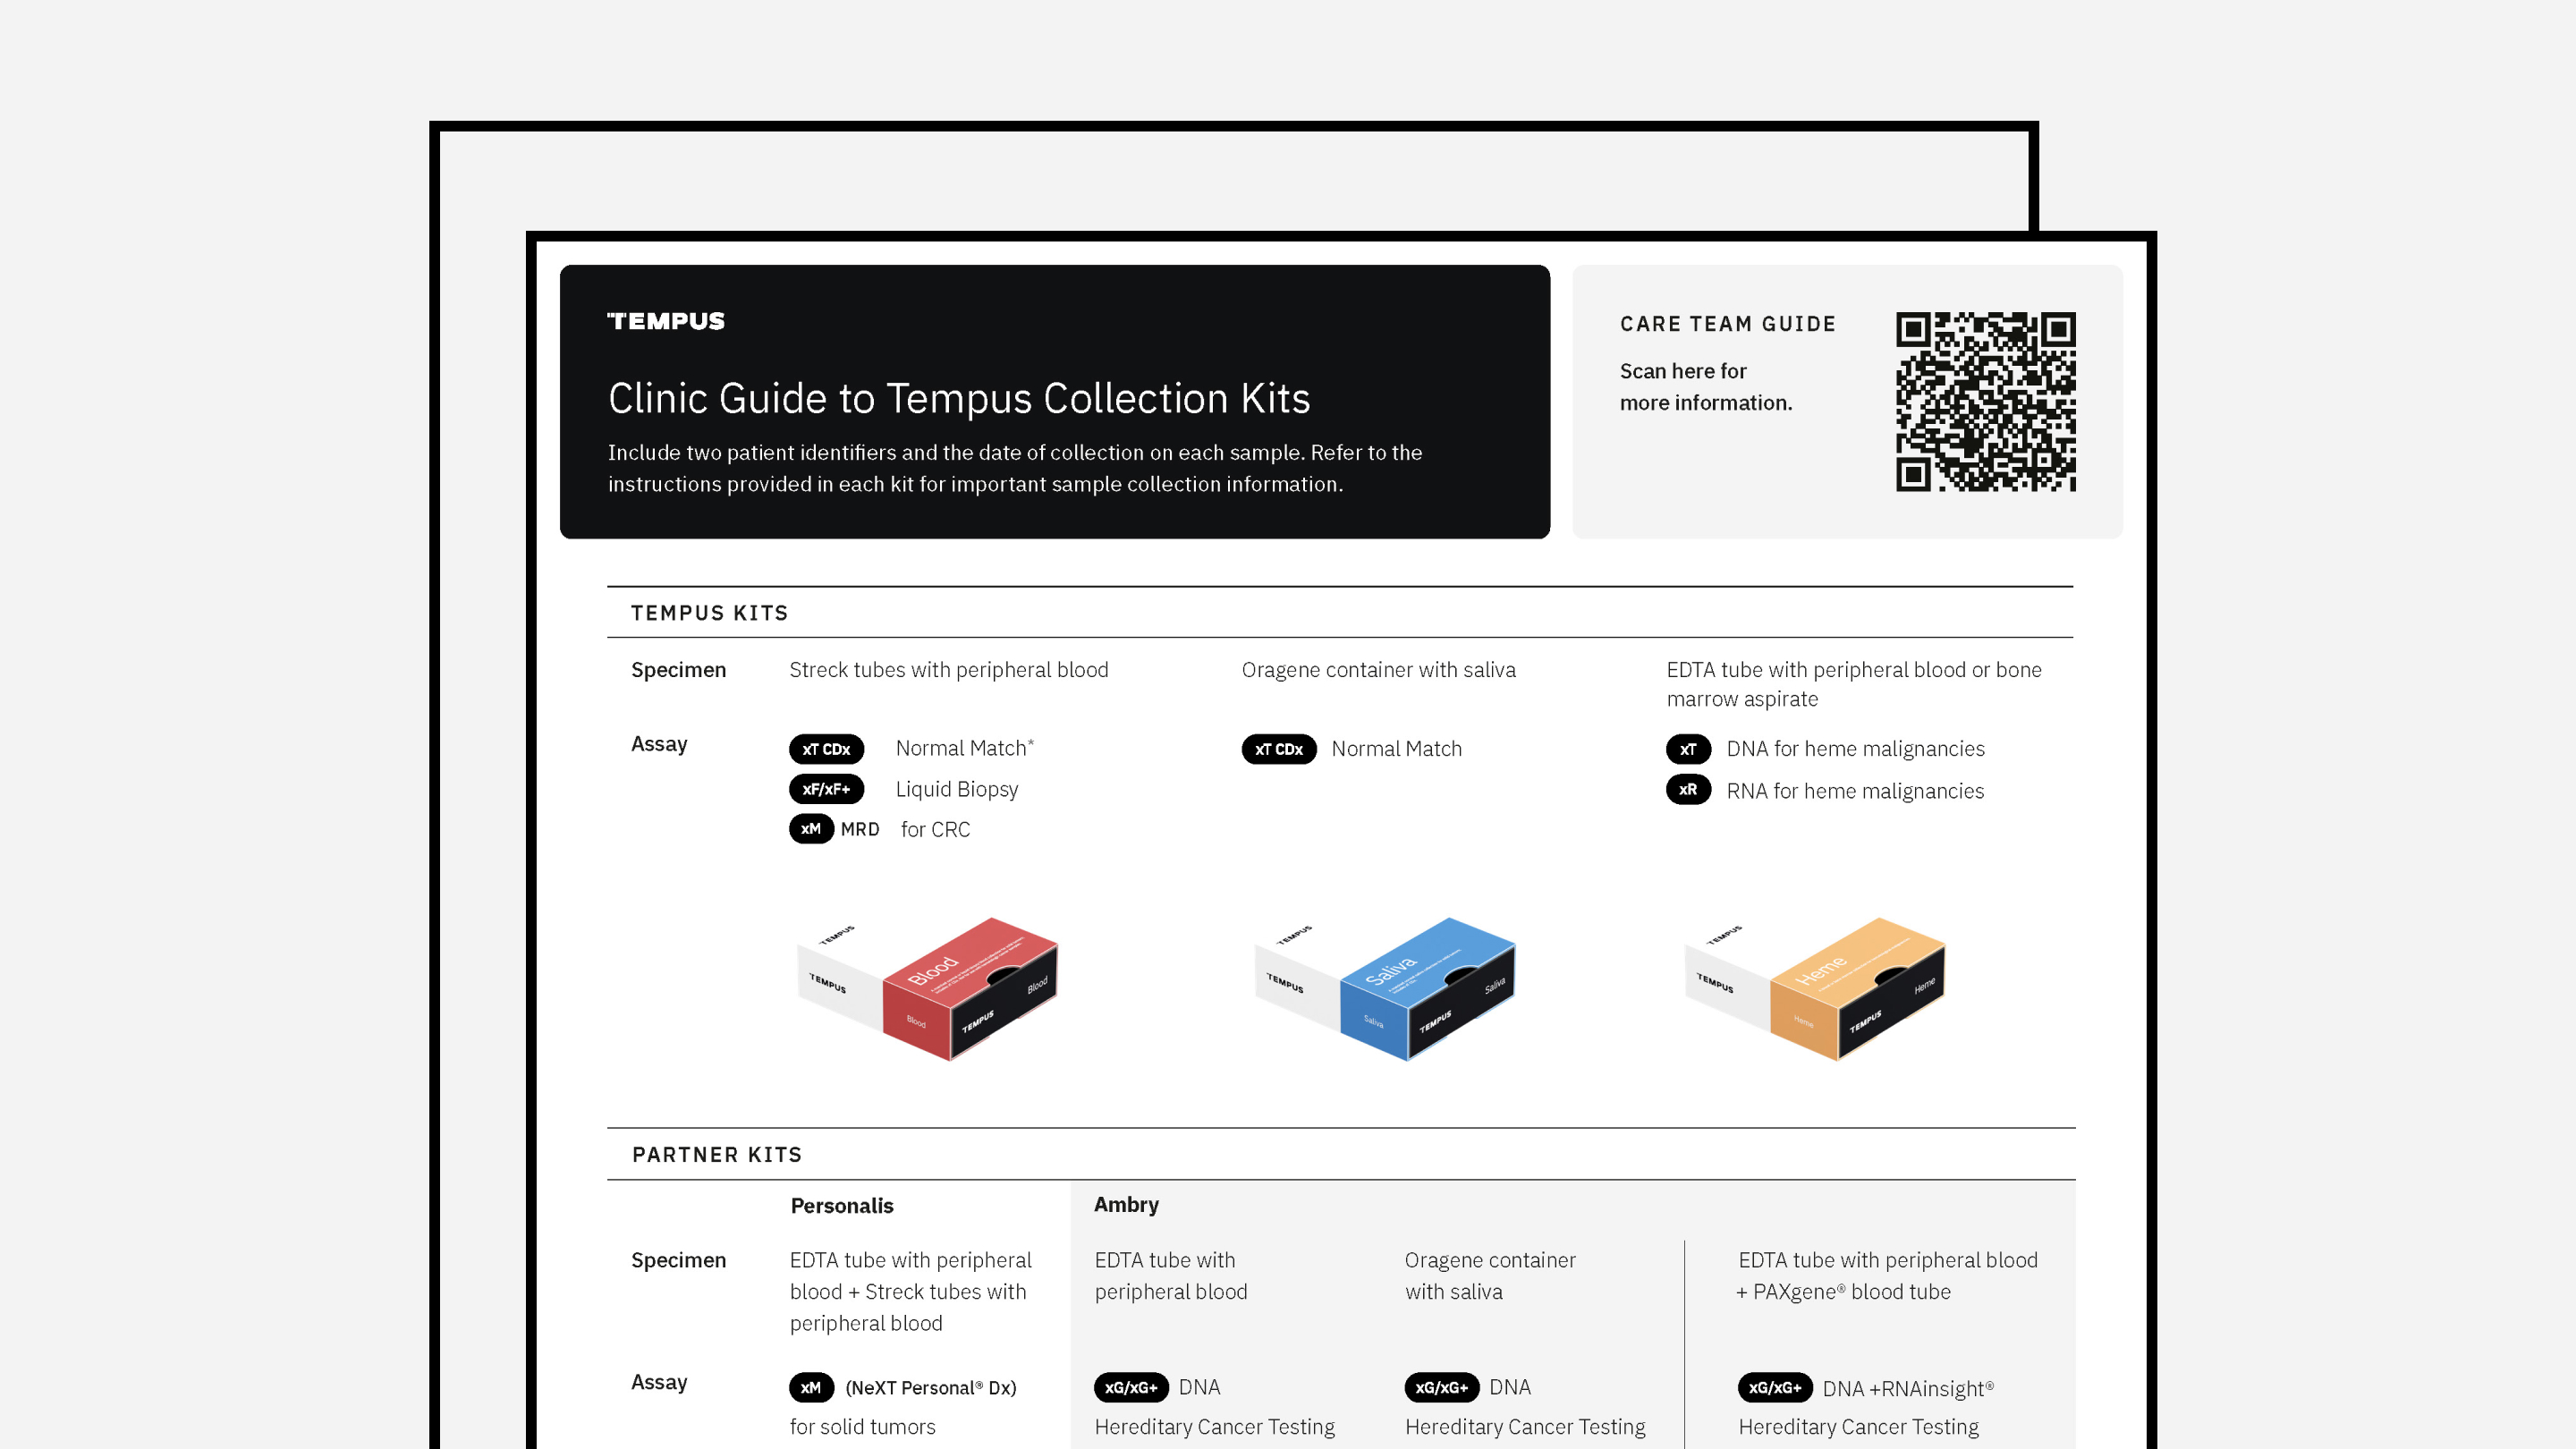 TEMPUS
Clinic Guide to Tempus Collection Kits
Include two patient identifiers and the date of collection on each sample. Refer to the
instructions provided in each kit for important sample collection information.
CARE TEAM GUIDE
Scan here for
more information.
TEMPUS KITS
Specimen
Streck tubes with peripheral blood
Oragene container with saliva
EDTA tube with peripheral blood or bone
marrow aspirate
Assay
xT CDx Normal Match*
xF/xF+ Liquid Biopsy
xM MRD for CRC
xT CDx Normal Match
xT DNA for heme malignancies
xR RNA for heme malignancies
TEMPUS
TEMPUS
Blood
Blood
TEMPUS
Blood
TEMPUS
TEMPUS
Saliva
Saliva
TEMPUS
Saliva
TEMPUS
TEMPUS
Heme
Heme
TEMPUS
Heme
PARTNER KITS
Personalis
Ambry
Specimen
EDTA tube with peripheral
blood + Streck tubes with
peripheral blood
EDTA tube with
peripheral blood
Oragene container
with saliva
EDTA tube with peripheral blood
+ PAXgene® blood tube
Assay
xM (NeXT Personal® Dx)
for solid tumors
xG/xG+ DNA
Hereditary Cancer Testing
xG/xG+ DNA
Hereditary Cancer Testing
xG/xG+ DNA +RNAinsight®
Hereditary Cancer Testing